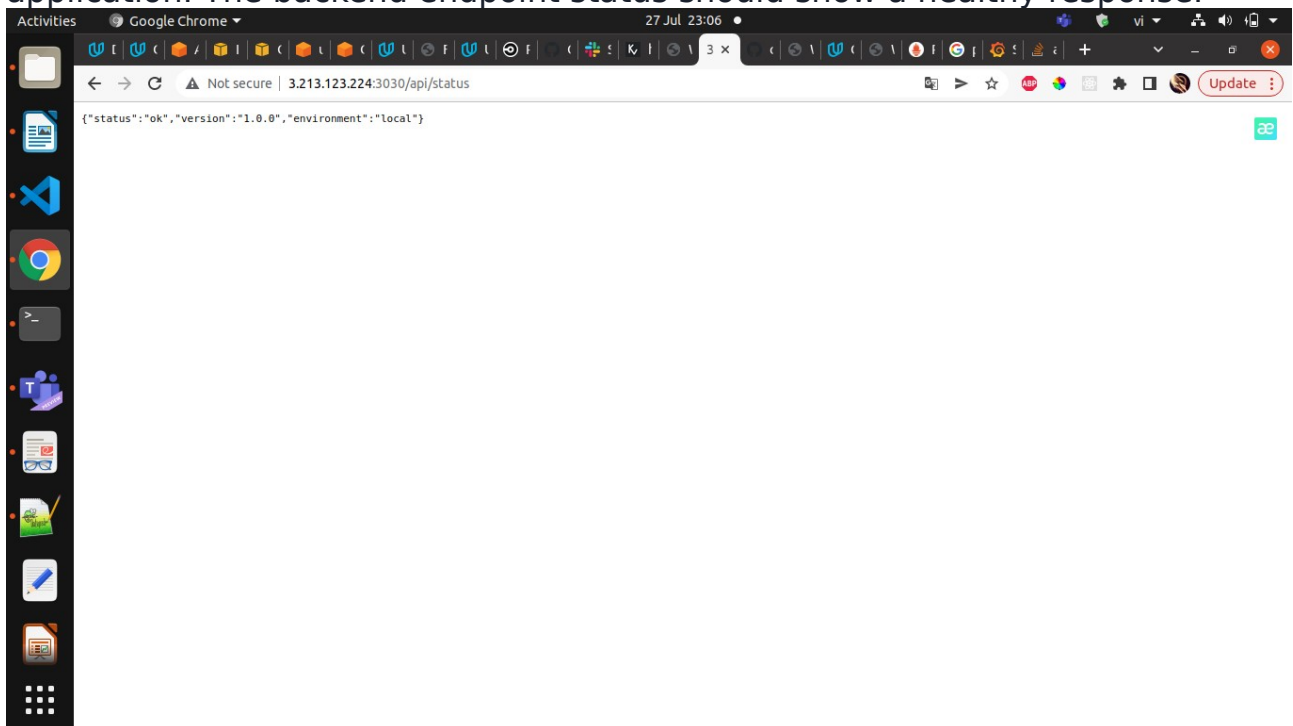 application. The backend endpoint status should show a healthy response.
Activities Google Chrome 27 Jul 23:06 vi
3
Not secure 3.213.123.224:3030/api/status Update
{"status":"ok","version":"1.0.0","environment":"local"}